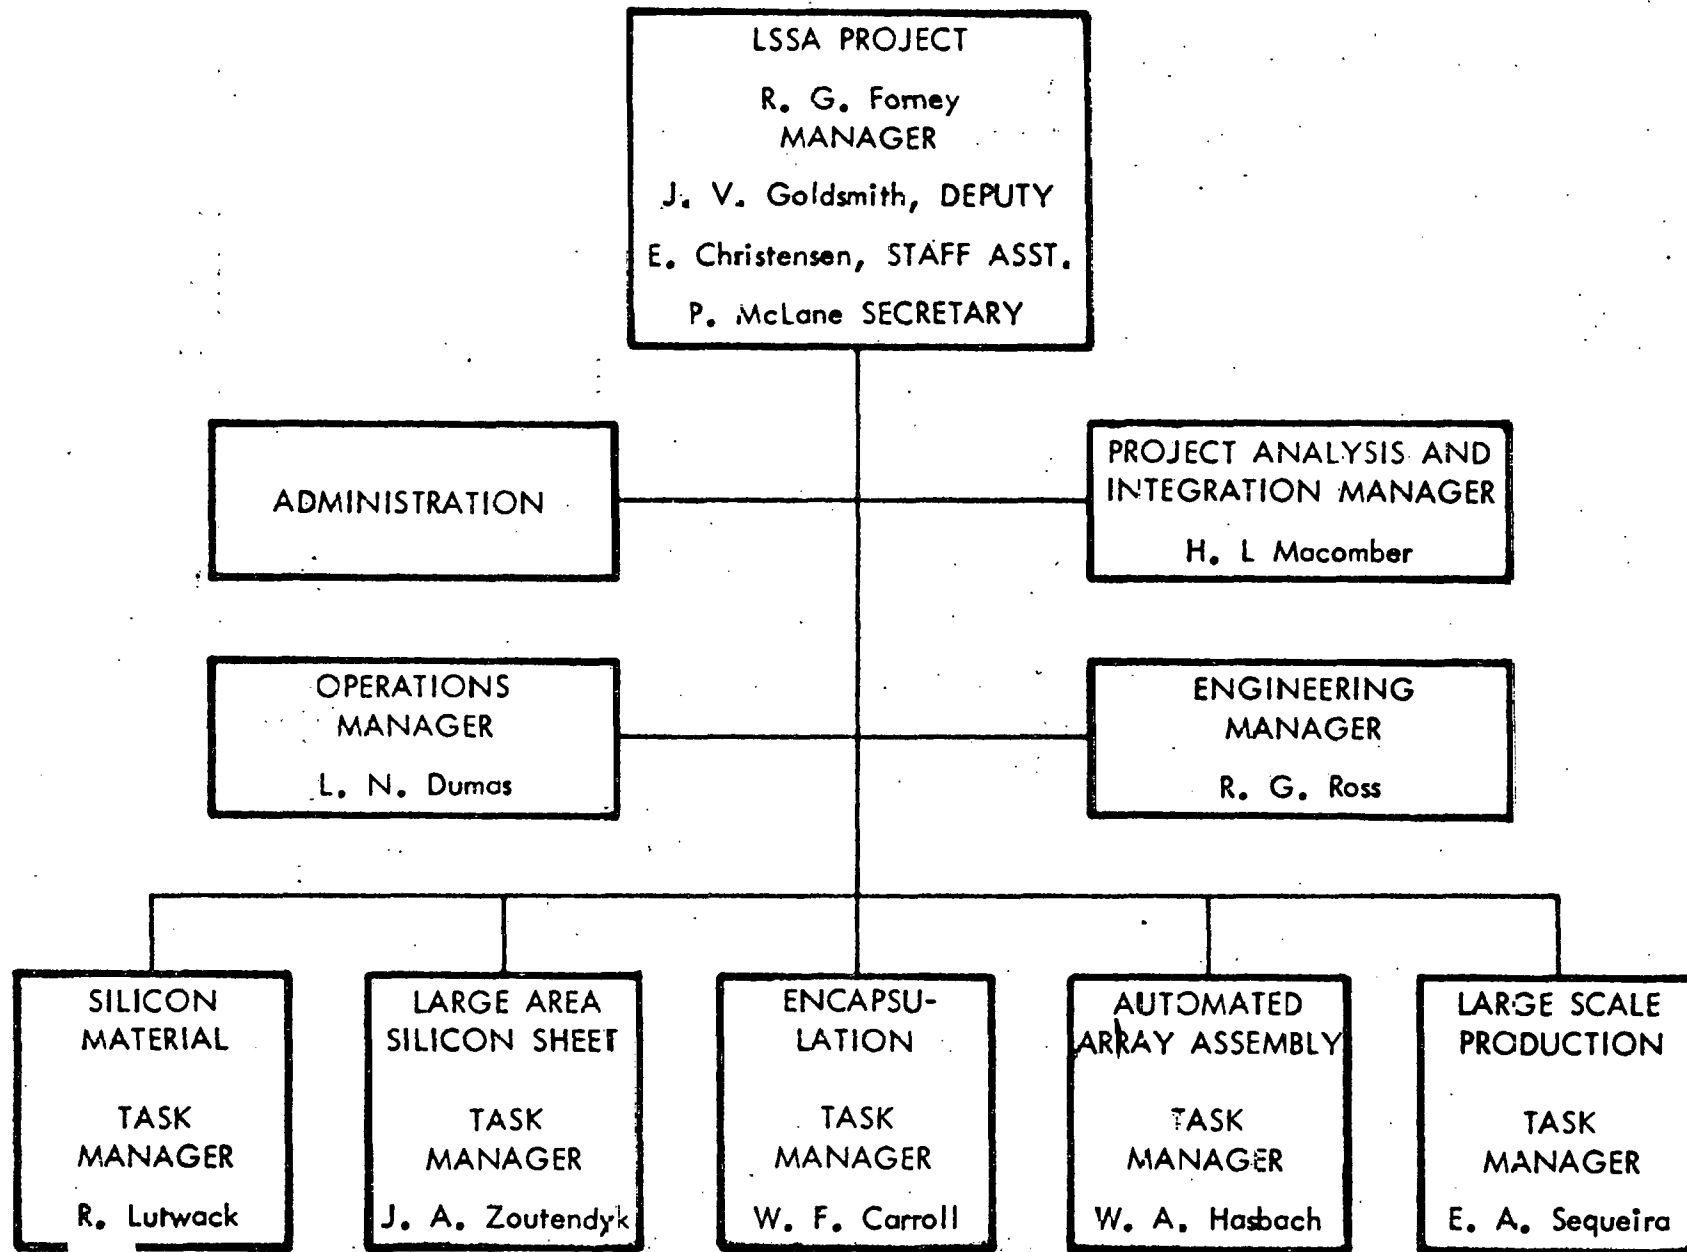 LSSA PROJECT
R. G. Forney
MANAGER
J. V. Goldsmith, DEPUTY
E. Christensen, STAFF ASST.
P. McLane SECRETARY
ADMINISTRATION
PROJECT ANALYSIS AND
INTEGRATION MANAGER
H. L Macomber
OPERATIONS
MANAGER
L. N. Dumas
ENGINEERING
MANAGER
R. G. Ross
SILICON
MATERIAL
TASK
MANAGER
R. Lutwack
LARGE AREA
SILICON SHEET
TASK
MANAGER
J. A. Zoutendyk
ENCAPSU-
LATION
TASK
MANAGER
W. F. Carroll
AUTOMATED
ARRAY ASSEMBLY
TASK
MANAGER
W. A. Hasbach
LARGE SCALE
PRODUCTION
TASK
MANAGER
E. A. Sequeira